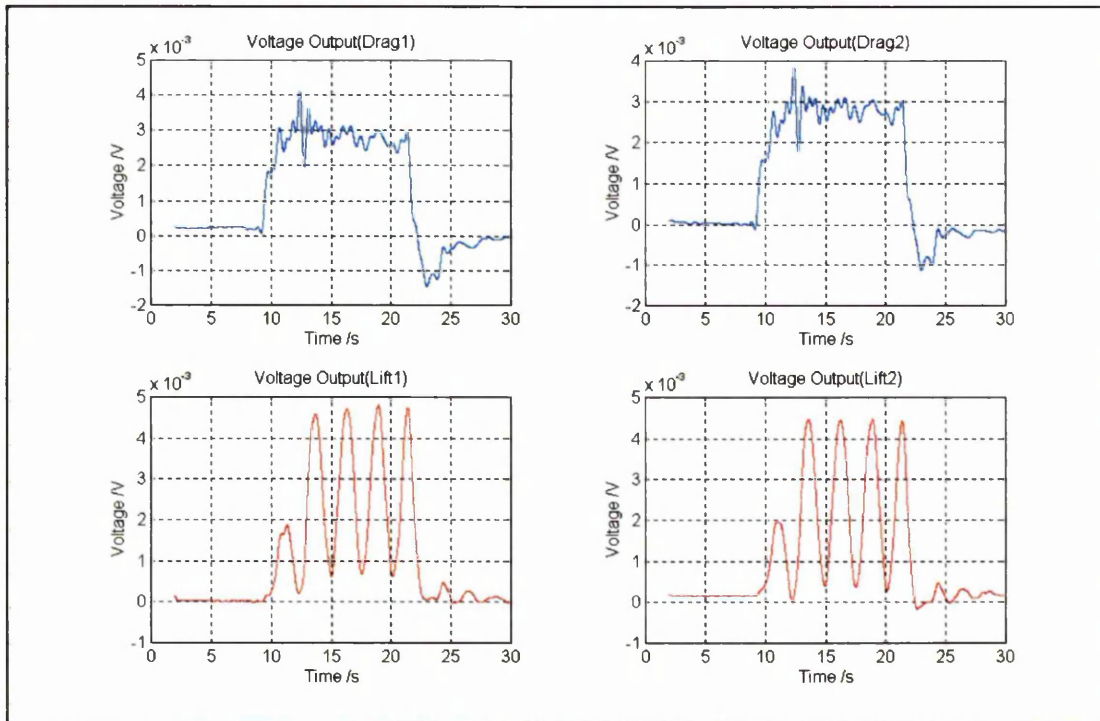 Voltage Output(Drag1)
x 10-3
5
4
3
2
1
0
-1
-2
Voltage /V
0 5 10 15 20 25 30
Time /s
Voltage Output(Drag2)
x 10-3
4
3
2
1
0
-1
-2
Voltage /V
0 5 10 15 20 25 30
Time /s
Voltage Output(Lift1)
x 10-3
5
4
3
2
1
0
-1
Voltage /V
0 5 10 15 20 25 30
Time /s
Voltage Output(Lift2)
x 10-3
5
4
3
2
1
0
-1
Voltage /V
0 5 10 15 20 25 30
Time /s